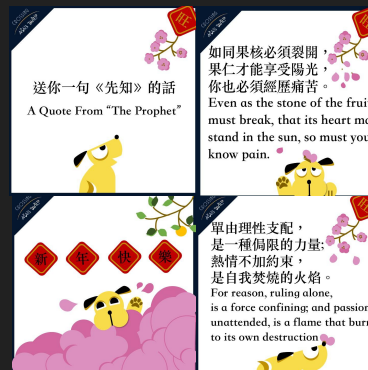 送你一句《先知》的話
A Quote From “The Prophet”
如同果核必須裂開，
果仁才能享受陽光，
你也必須經歷痛苦。
Even as the stone of the frui
must break, that its heart ma
stand in the sun, so must you
know pain.
新年快樂
單由理性支配，
是一種侷限的力量;
熱情不加約束，
是自我焚燒的火焰。
For reason, ruling alone,
is a force confining; and passion
unattended, is a flame that bur
to its own destruction